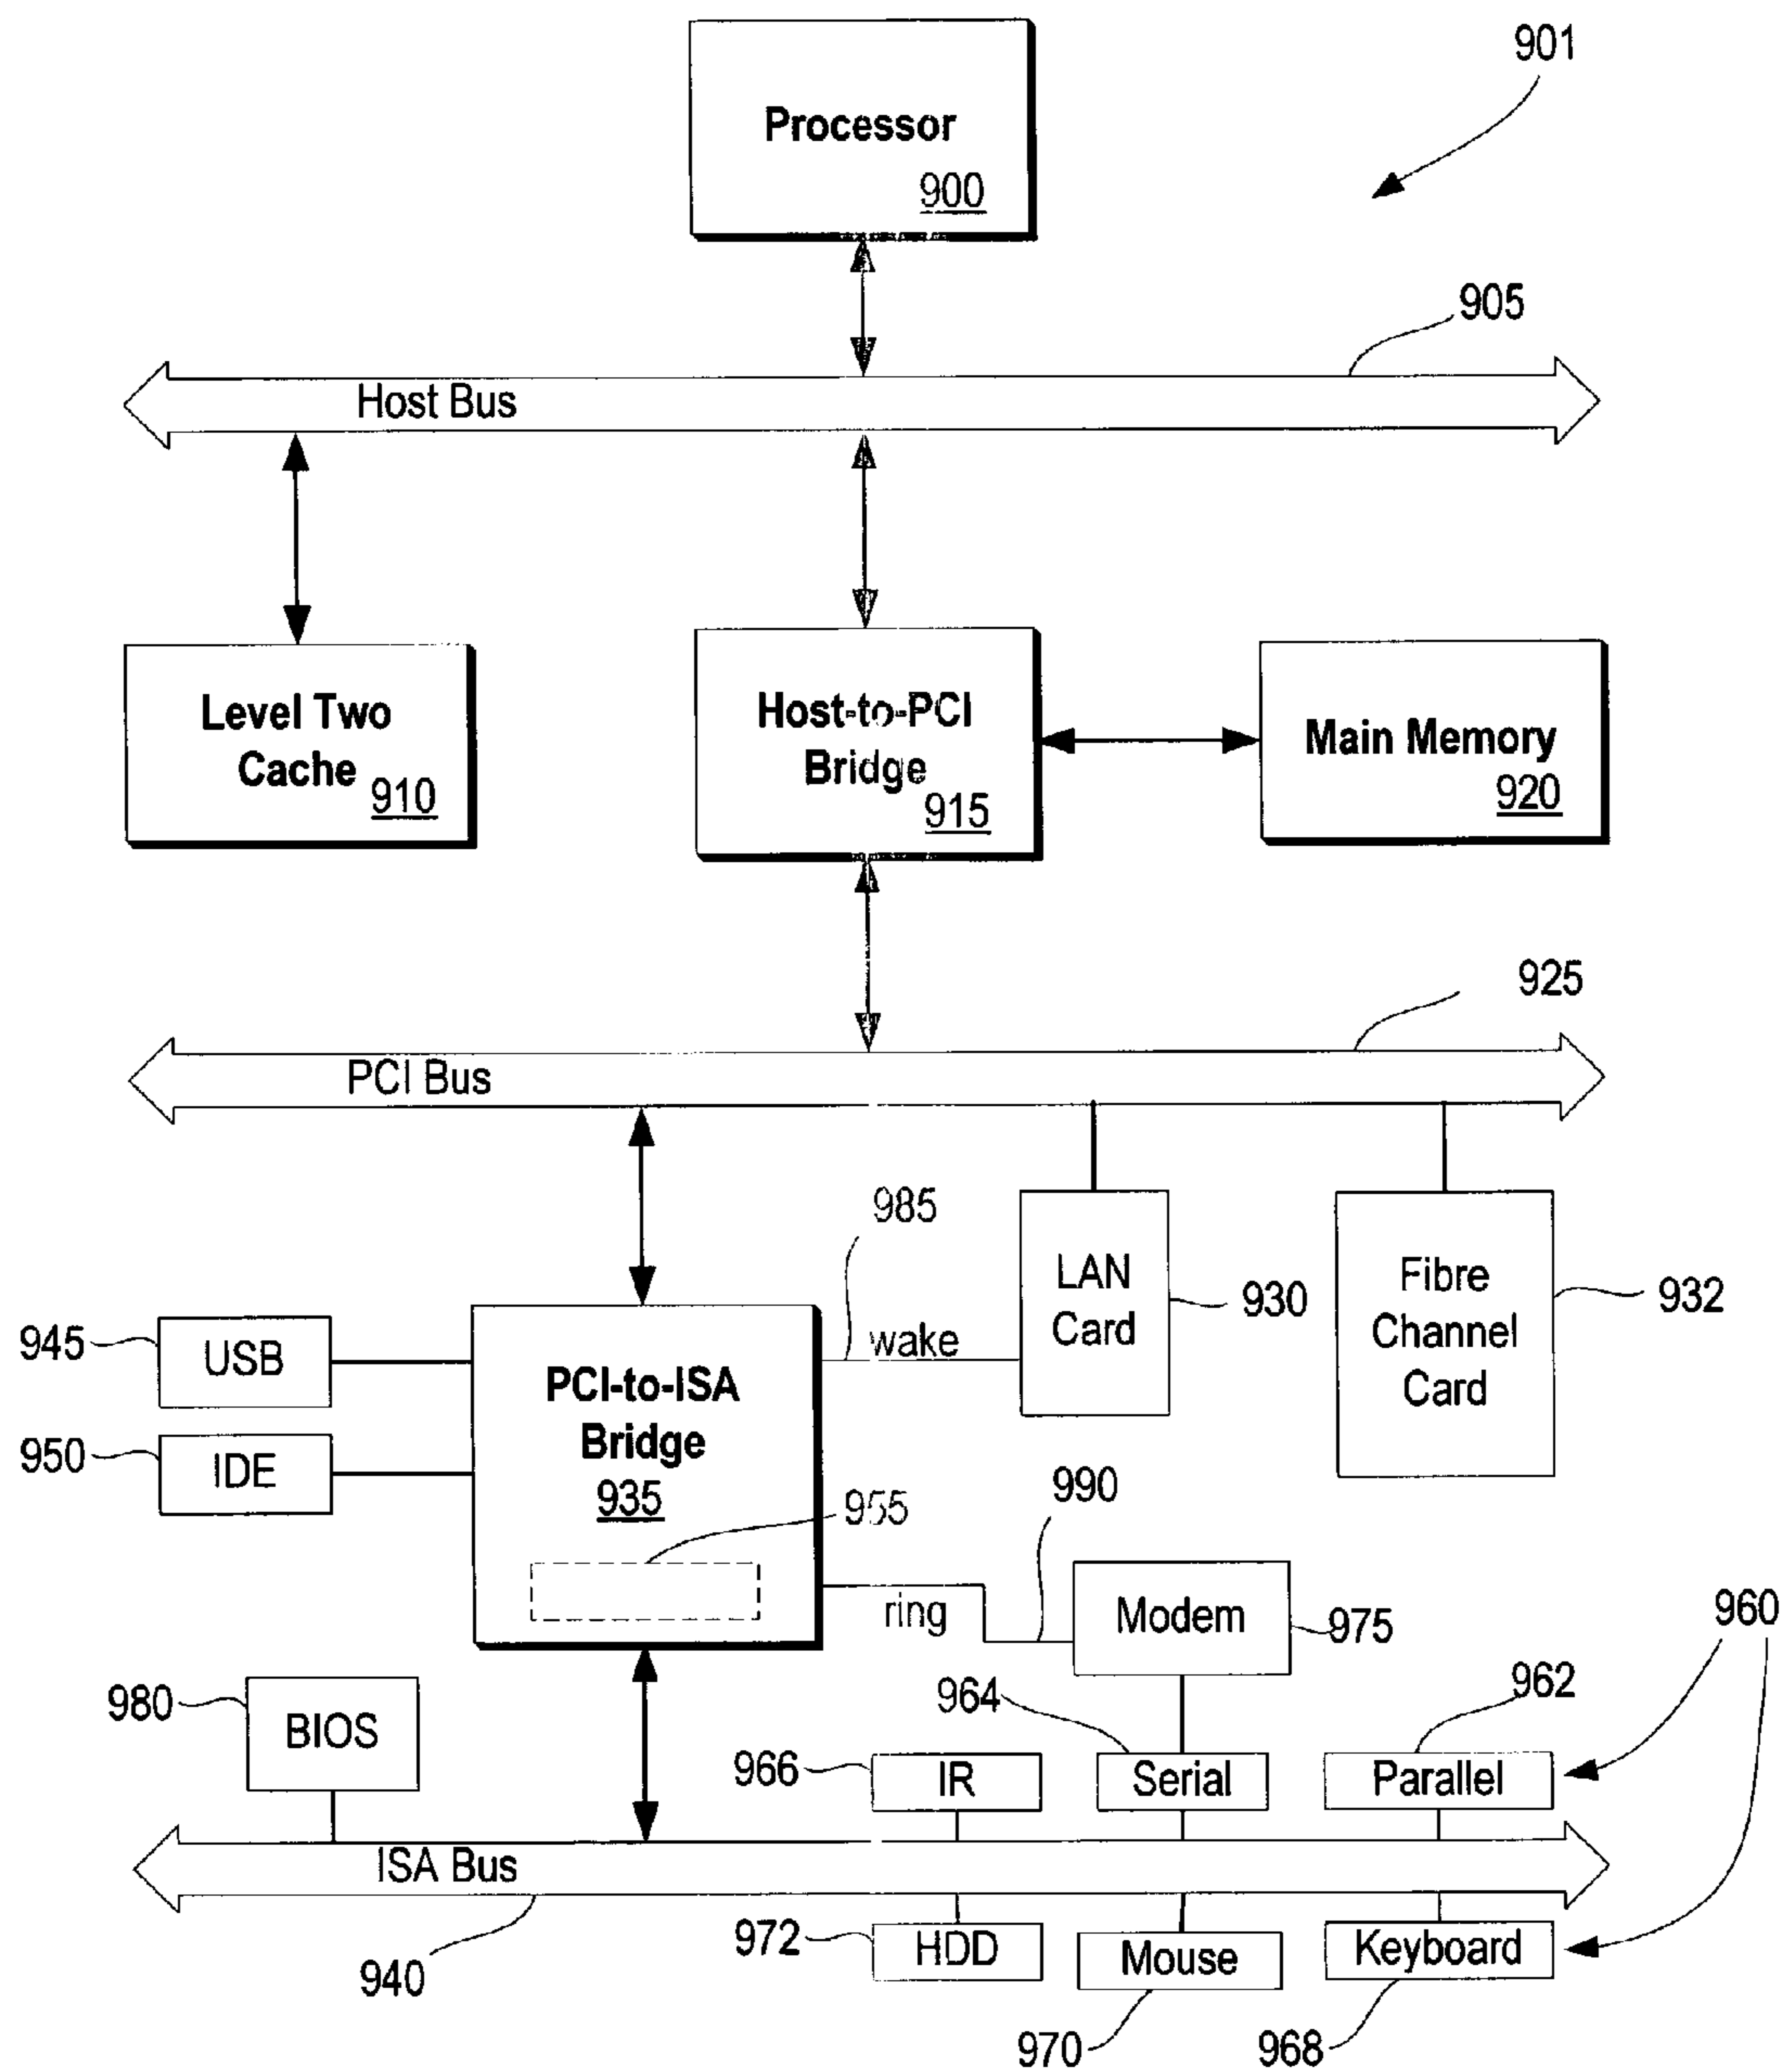 901
Processor
900
905
Host Bus
Level Two
Cache
910
Host-to-PCI
Bridge
915
Main Memory
920
925
PCI Bus
985
LAN
Card
930
Fibre
Channel
Card
932
945
USB
wake
PCI-to-ISA
Bridge
935
950
IDE
955
990
ring
Modem
975
960
980
BIOS
964
962
966
IR
Serial
Parallel
ISA Bus
940
972
HDD
Mouse
Keyboard
970
968